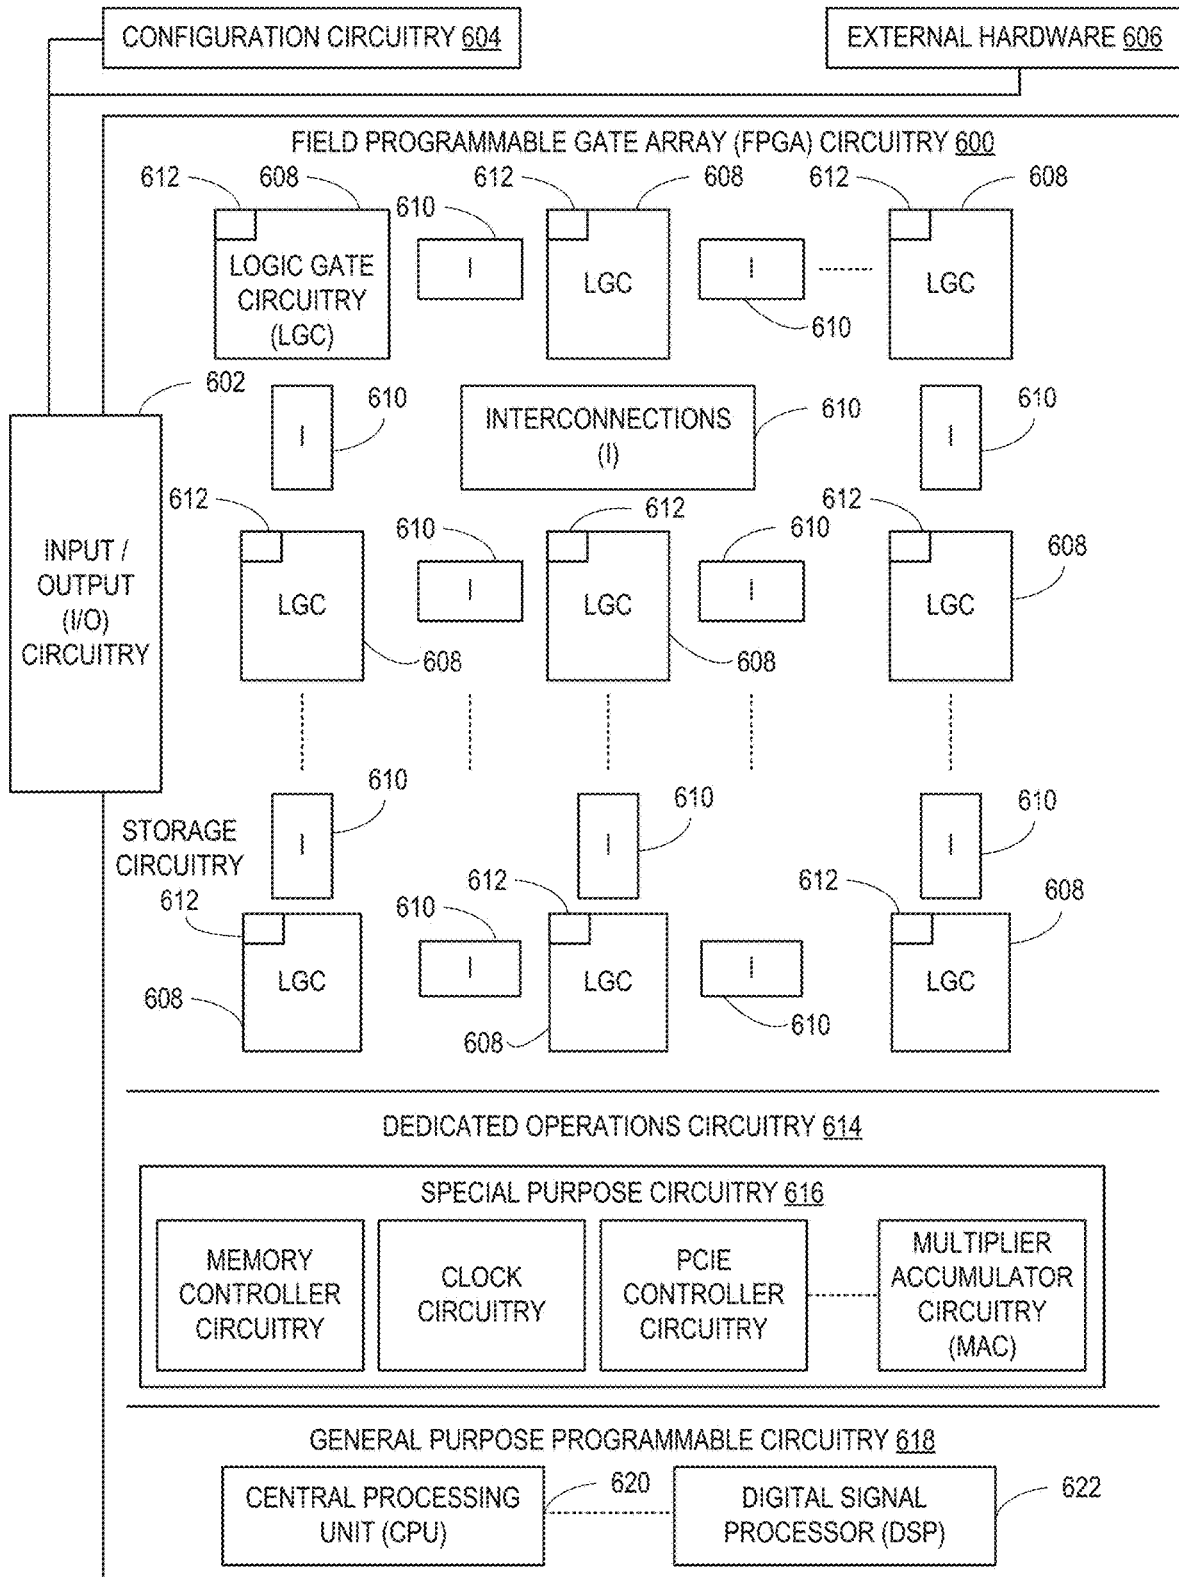 CONFIGURATION CIRCUITRY 604
EXTERNAL HARDWARE 606
FIELD PROGRAMMABLE GATE ARRAY (FPGA) CIRCUITRY 600
612
608
612
608
612
608
610
LOGIC GATE
CIRCUITRY
(LGC)
I
LGC
I
LGC
610
602
610
I
INTERCONNECTIONS
(I)
610
I
610
612
610
612
610
612
608
INPUT /
OUTPUT
(I/O)
CIRCUITRY
LGC
I
LGC
I
LGC
608
608
610
610
610
I
I
I
STORAGE
CIRCUITRY
612
610
612
612
608
LGC
I
LGC
I
LGC
608
608
610
DEDICATED OPERATIONS CIRCUITRY 614
SPECIAL PURPOSE CIRCUITRY 616
MEMORY
CONTROLLER
CIRCUITRY
CLOCK
CIRCUITRY
PCIE
CONTROLLER
CIRCUITRY
MULTIPLIER
ACCUMULATOR
CIRCUITRY
(MAC)
GENERAL PURPOSE PROGRAMMABLE CIRCUITRY 618
CENTRAL PROCESSING
UNIT (CPU)
620
DIGITAL SIGNAL
PROCESSOR (DSP)
622